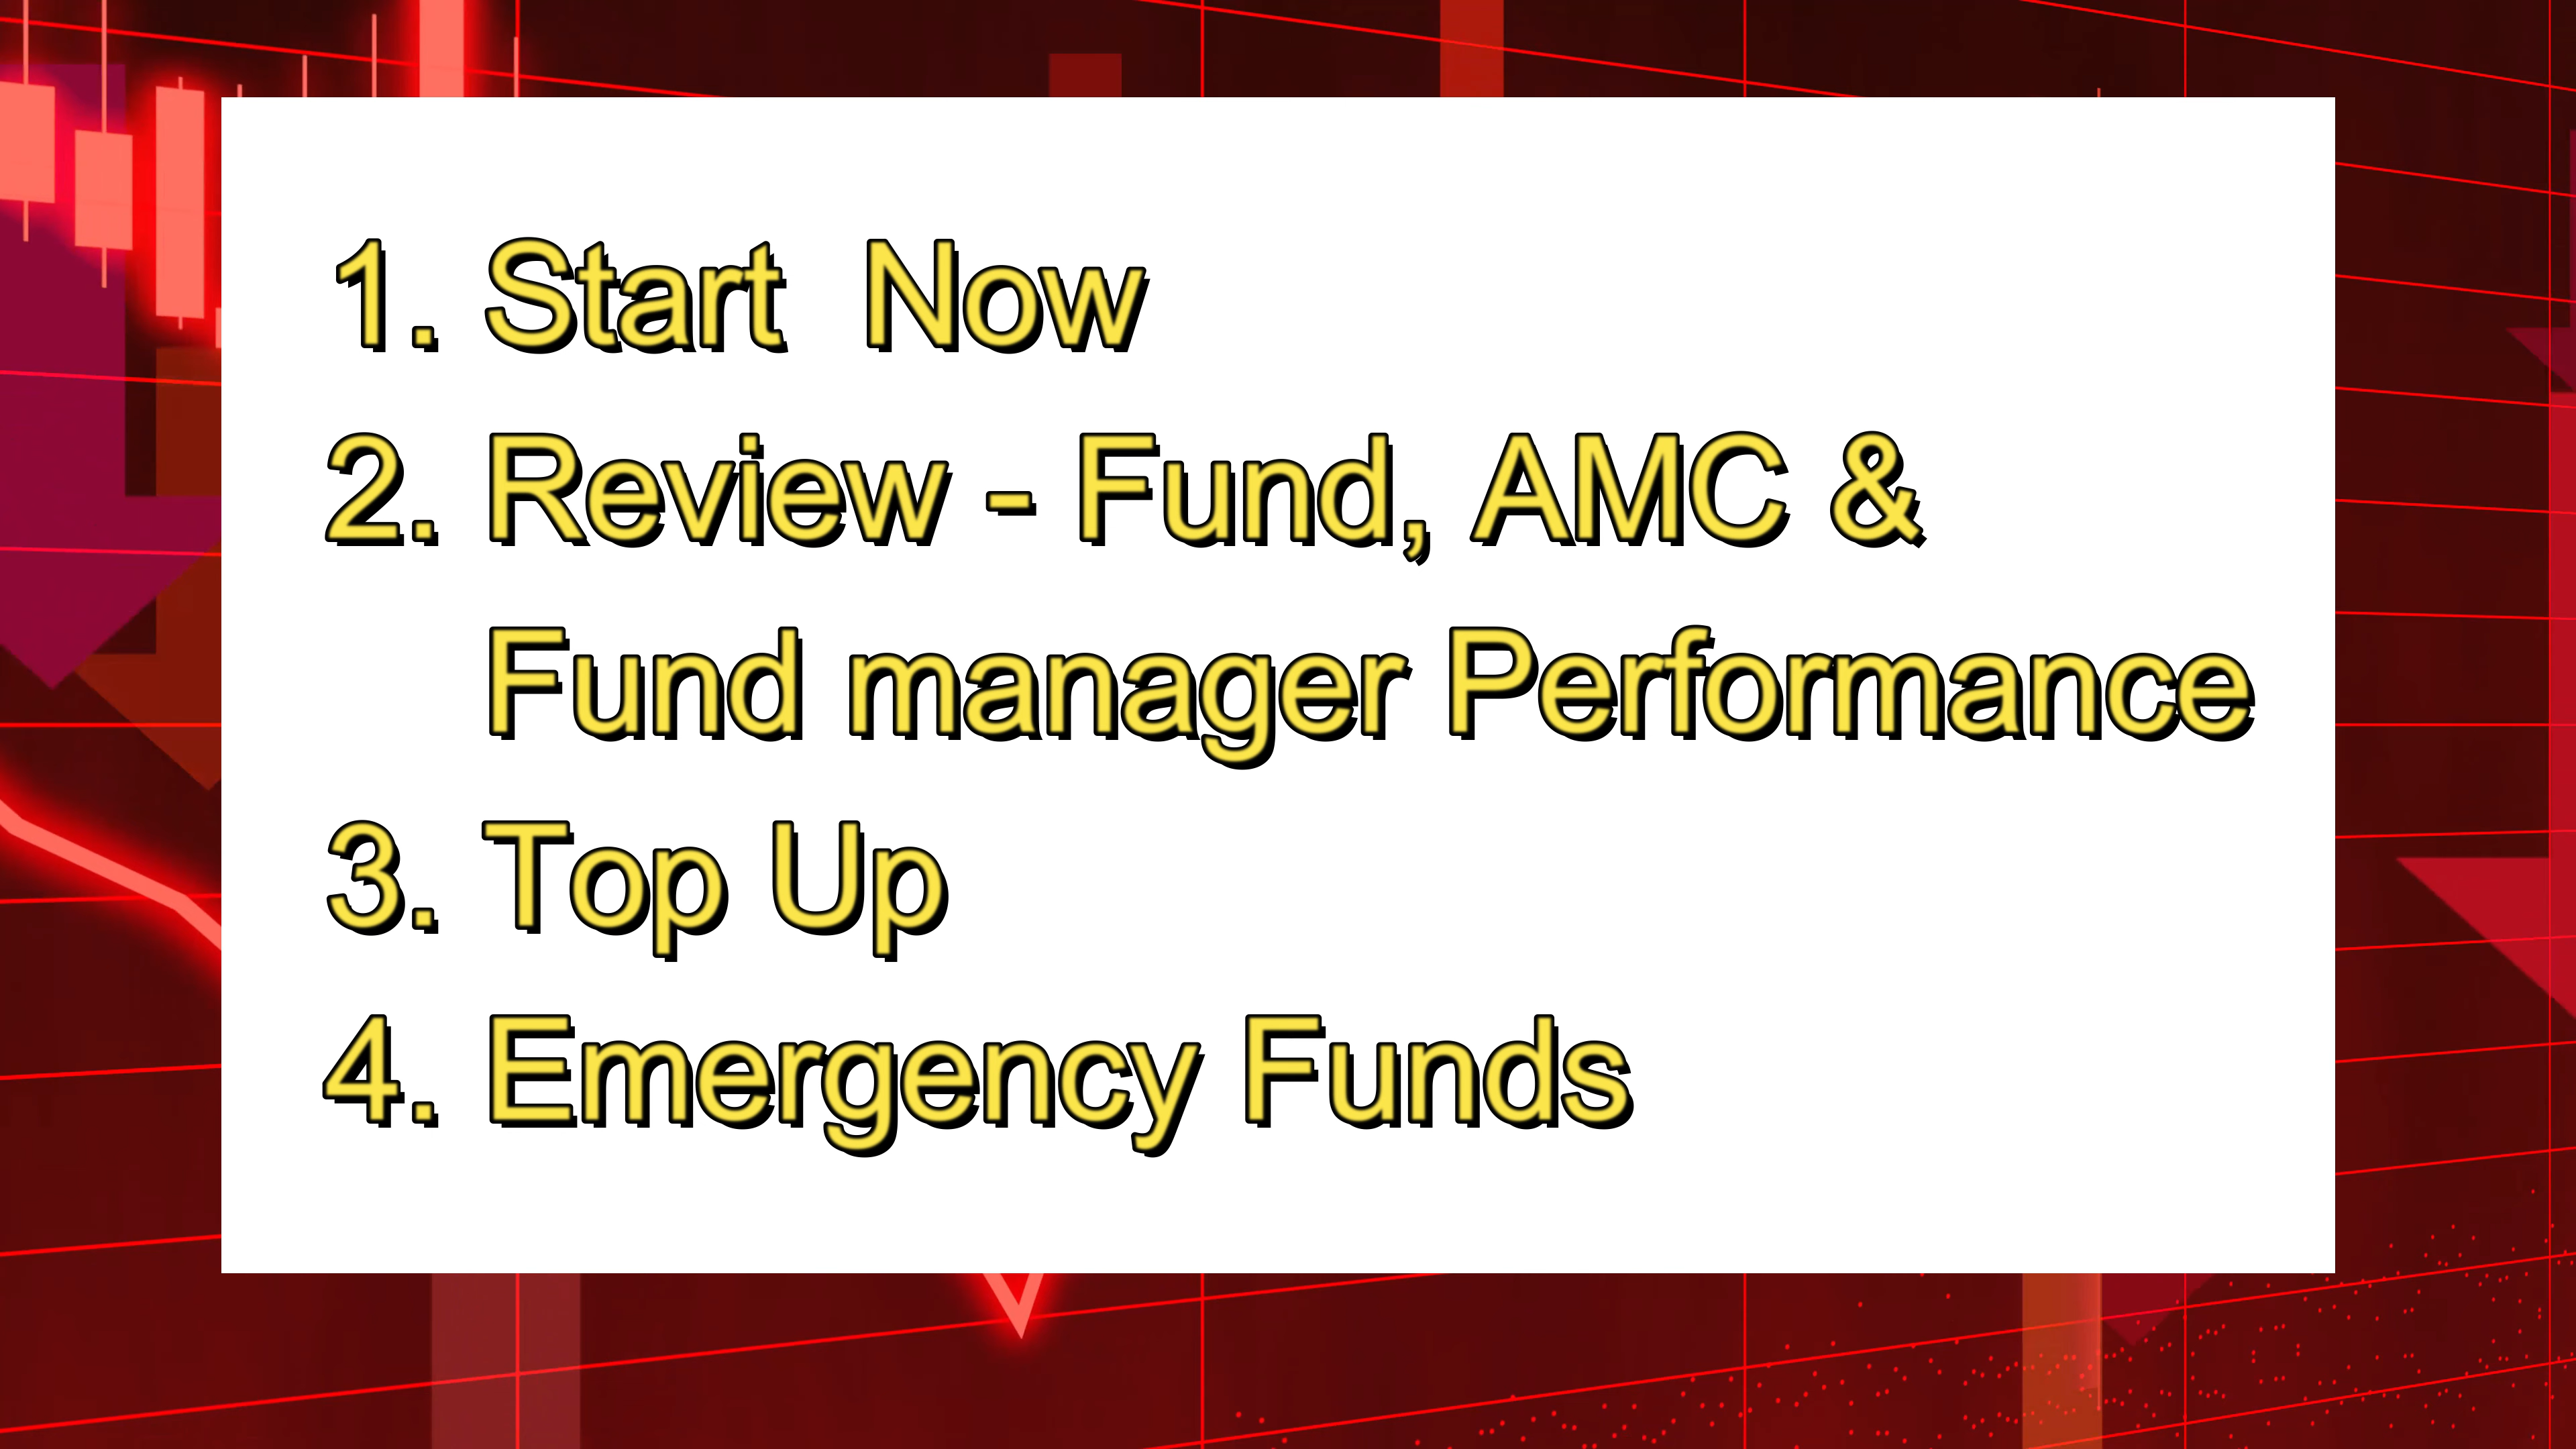 1. Start  Now
2. Review - Fund, AMC &
Fund manager Performance
3. Top Up
4. Emergency Funds